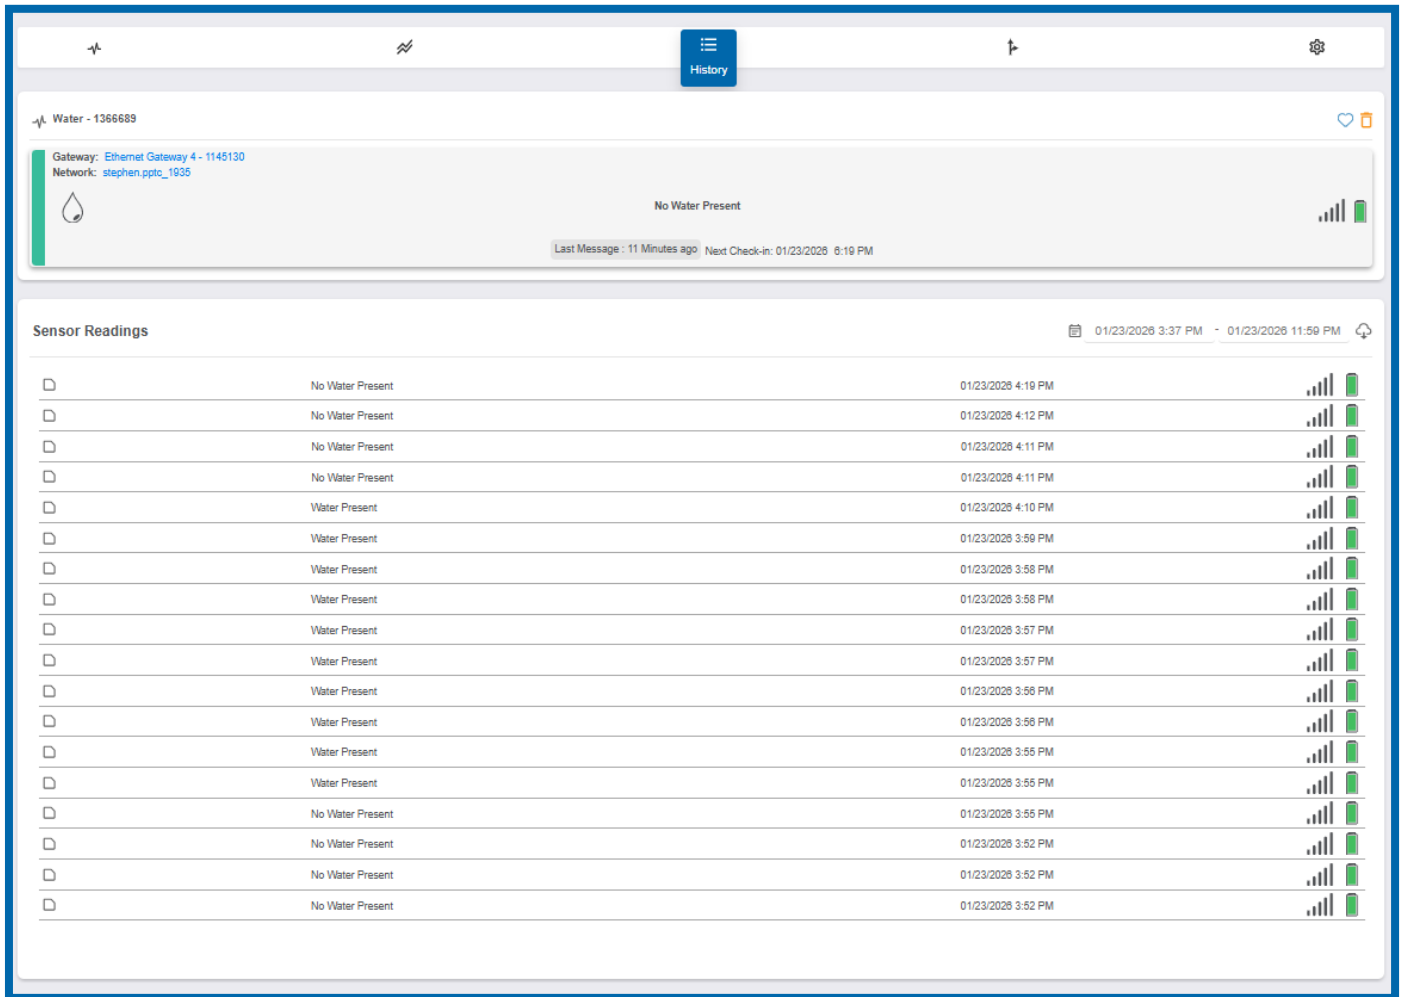 History
Water - 1366689
Gateway: Ethernet Gateway 4 - 1145130
Network: stephen.pptc_1935
No Water Present
Last Message : 11 Minutes ago Next Check-in: 01/23/2026 6:19 PM
Sensor Readings 01/23/2026 3:37 PM - 01/23/2026 11:59 PM
No Water Present 01/23/2026 4:19 PM
No Water Present 01/23/2026 4:12 PM
No Water Present 01/23/2026 4:11 PM
No Water Present 01/23/2026 4:11 PM
Water Present 01/23/2026 4:10 PM
Water Present 01/23/2026 3:59 PM
Water Present 01/23/2026 3:58 PM
Water Present 01/23/2026 3:58 PM
Water Present 01/23/2026 3:57 PM
Water Present 01/23/2026 3:57 PM
Water Present 01/23/2026 3:56 PM
Water Present 01/23/2026 3:56 PM
Water Present 01/23/2026 3:55 PM
Water Present 01/23/2026 3:55 PM
No Water Present 01/23/2026 3:55 PM
No Water Present 01/23/2026 3:52 PM
No Water Present 01/23/2026 3:52 PM
No Water Present 01/23/2026 3:52 PM